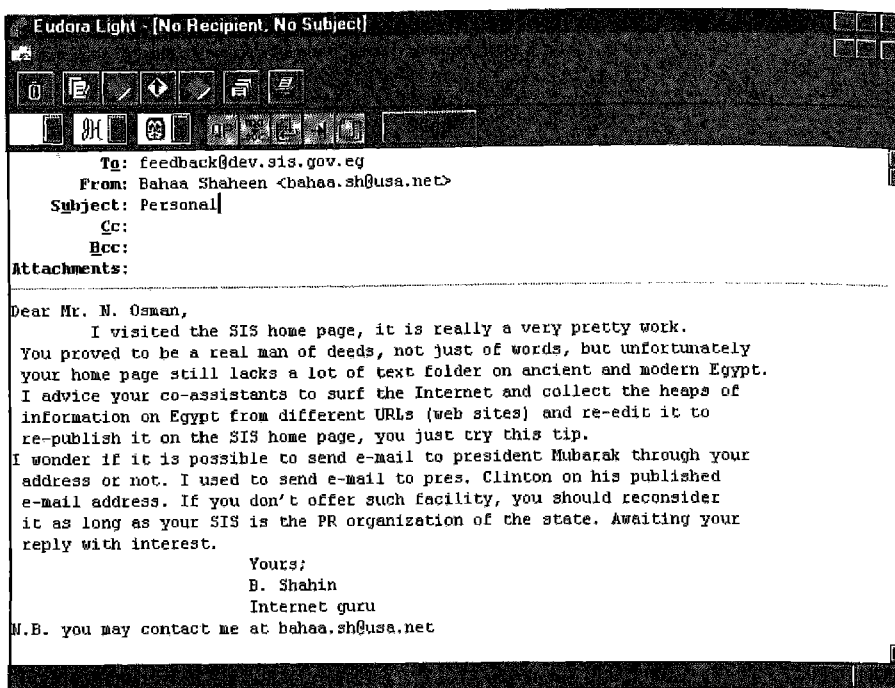 Eudora Light - [No Recipient, No Subject]
QP
To: feedback@dev.sis.gov.eg
From: Bahaa Shaheen <bahaa.sh@usa.net>
Subject: Personal
Cc:
Bcc:
Attachments:
Dear Mr. N. Osman,
I visited the SIS home page, it is really a very pretty work.
You proved to be a real man of deeds, not just of words, but unfortunately
your home page still lacks a lot of text folder on ancient and modern Egypt.
I advice your co-assistants to surf the Internet and collect the heaps of
information on Egypt from different URLs (web sites) and re-edit it to
re-publish it on the SIS home page, you just try this tip.
I wonder if it is possible to send e-mail to president Mubarak through your
address or not. I used to send e-mail to pres. Clinton on his published
e-mail address. If you don't offer such facility, you should reconsider
it as long as your SIS is the PR organization of the state. Awaiting your
reply with interest.
Yours;
B. Shahin
Internet guru
N.B. you may contact me at bahaa.sh@usa.net